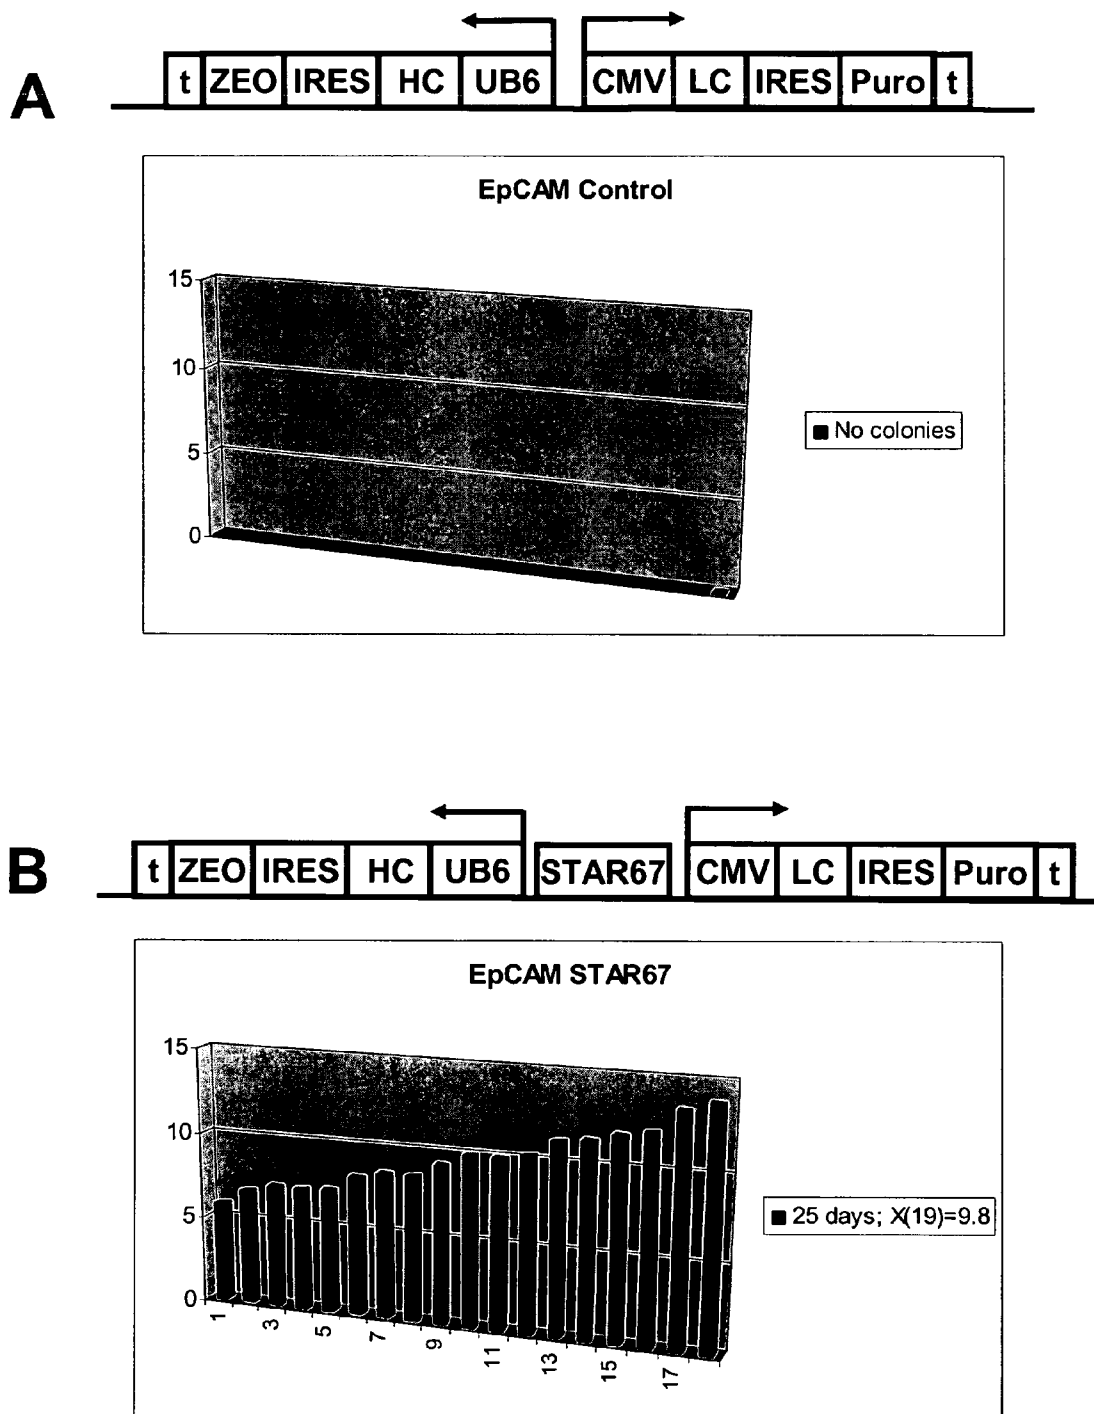 A
t ZEO IRES HC UB6 CMV LC IRES Puro t
EpCAM Control
15
10
5
0
No colonies
B
t ZEO IRES HC UB6 STAR67 CMV LC IRES Puro t
EpCAM STAR67
15
10
5
0
1 3 5 7 9 11 13 15 17
25 days; X(19)=9.8